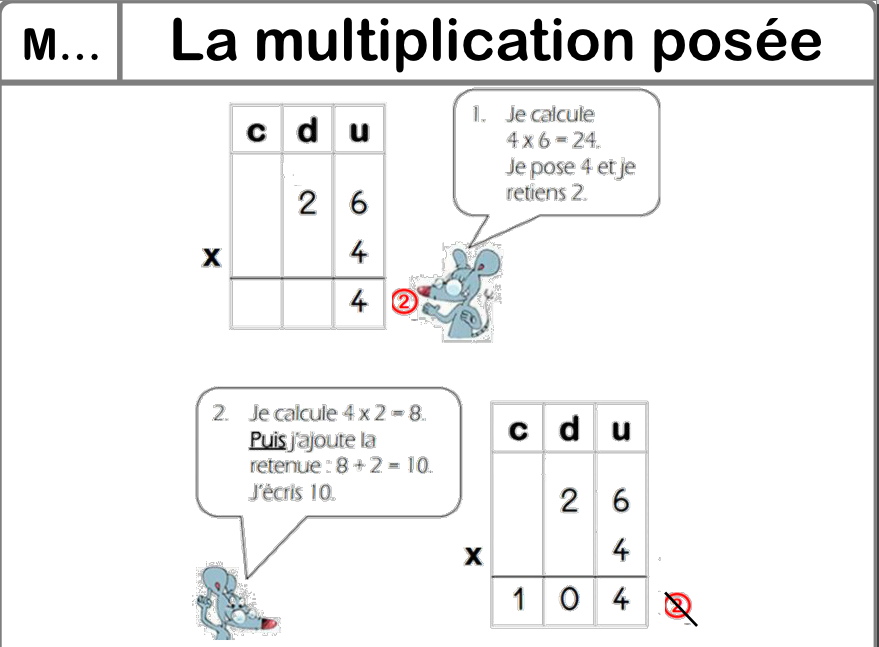 M... La multiplication posée
c d u
2 6
x 4
4 2
1. Je calcule
4 x 6 = 24.
Je pose 4 et je
retiens 2.
2. Je calcule 4 x 2 = 8.
Puis j'ajoute la
retenue : 8 + 2 = 10.
J'écris 10.
c d u
2 6
x 4
1 0 4 2